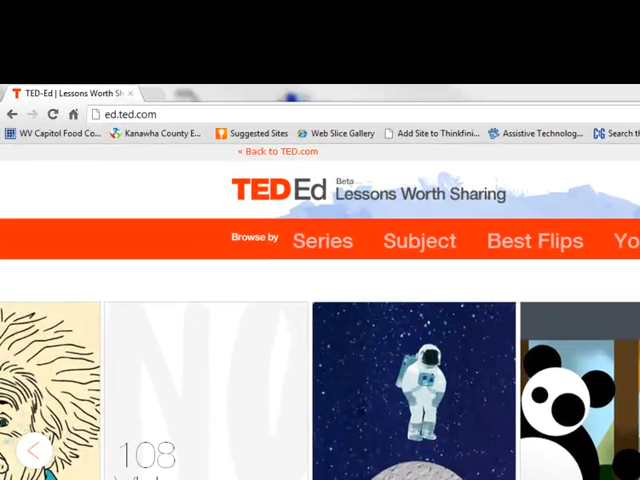 TED-Ed | Lessons Worth Sh
ed.ted.com
WV Capitol Food Co... Kanawha County E... Suggested Sites Web Slice Gallery Add Site to Thinkfini... Assistive Technolog... Search th
< Back to TED.com
TED Ed Beta Lessons Worth Sharing
Browse by Series Subject Best Flips Yo
NO
108